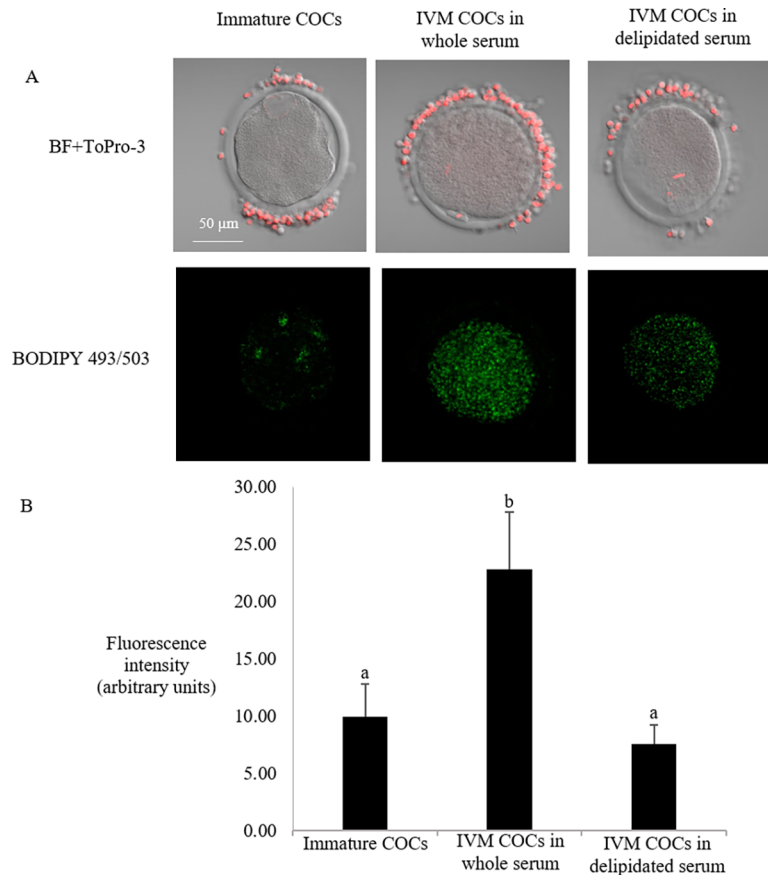 Immature COCs
IVM COCs in
whole serum
IVM COCs in
delipidated serum
A
BF+ToPro-3
50 µm
BODIPY 493/503
B
30.00
25.00
20.00
15.00
10.00
5.00
0.00
Fluorescence
intensity
(arbitrary units)
a
b
a
Immature COCs
IVM COCs in
whole serum
IVM COCs in
delipidated serum